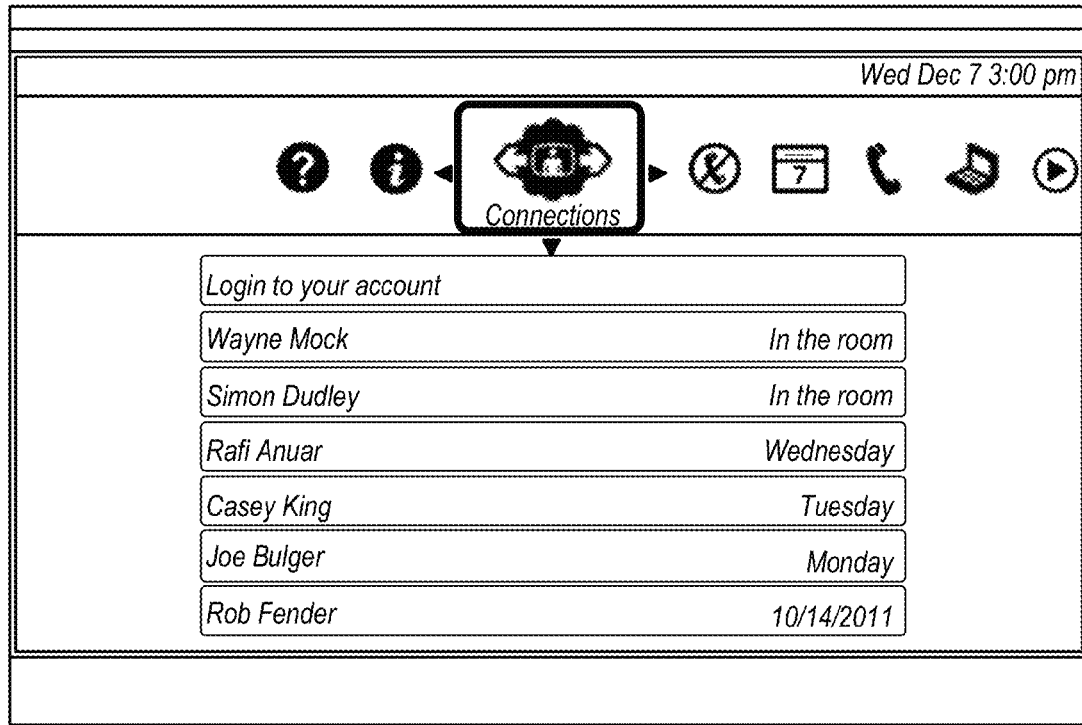 Wed Dec 7 3:00 pm
?
i
7
Connections
Login to your account
Wayne Mock In the room
Simon Dudley In the room
Rafi Anuar Wednesday
Casey King Tuesday
Joe Bulger Monday
Rob Fender 10/14/2011